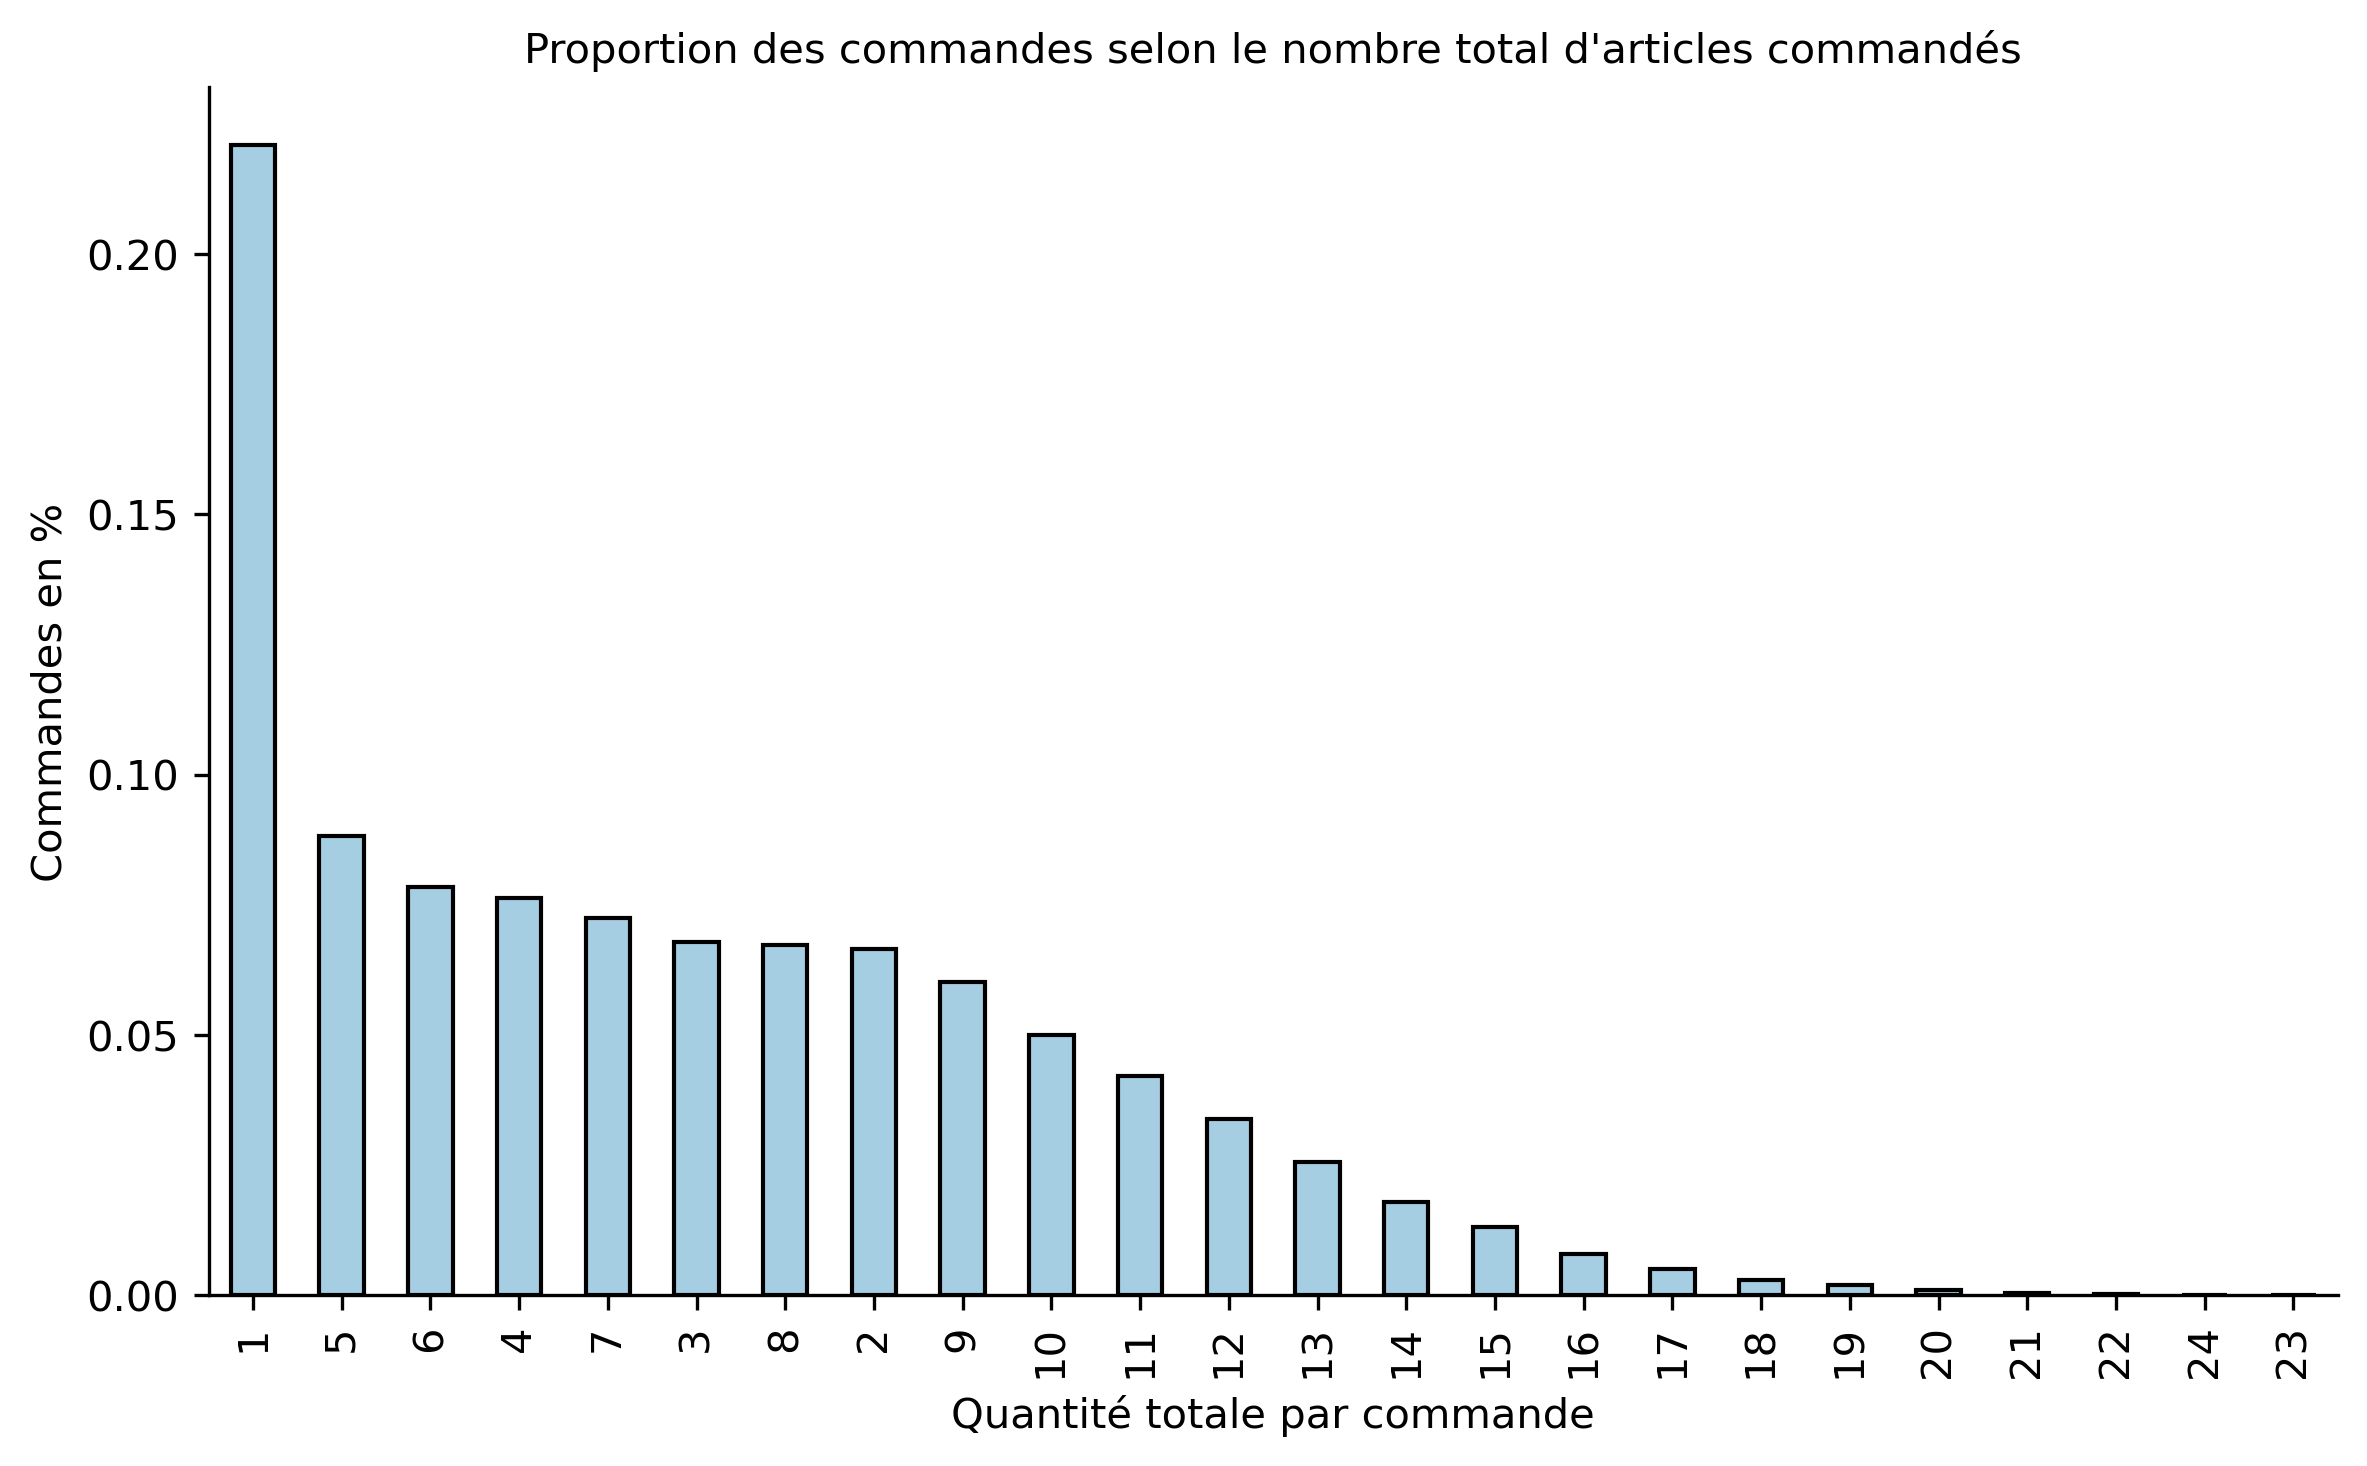 Proportion des commandes selon le nombre total d'articles commandés
Commandes en %
0.20
0.15
0.10
0.05
0.00
1 5 6 4 7 3 8 2 9 10 11 12 13 14 15 16 17 18 19 20 21 22 24 23
Quantité totale par commande